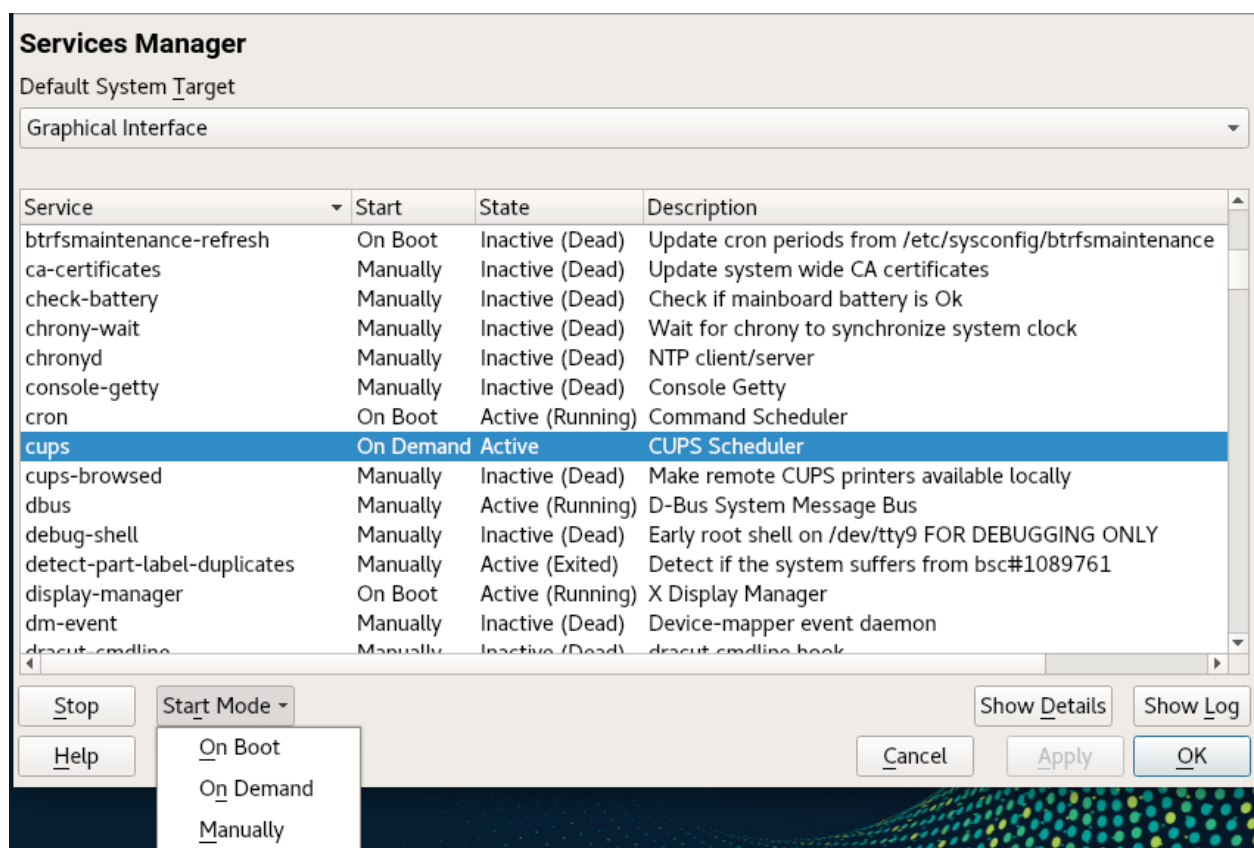 Services Manager
Default System Target
Graphical Interface
Service Start State Description
btrfsmaintenance-refresh On Boot Inactive (Dead) Update cron periods from /etc/sysconfig/btrfsmaintenance
ca-certificates Manually Inactive (Dead) Update system wide CA certificates
check-battery Manually Inactive (Dead) Check if mainboard battery is Ok
chrony-wait Manually Inactive (Dead) Wait for chrony to synchronize system clock
chronyd Manually Inactive (Dead) NTP client/server
console-getty Manually Inactive (Dead) Console Getty
cron On Boot Active (Running) Command Scheduler
cups On Demand Active CUPS Scheduler
cups-browsed Manually Inactive (Dead) Make remote CUPS printers available locally
dbus Manually Active (Running) D-Bus System Message Bus
debug-shell Manually Inactive (Dead) Early root shell on /dev/tty9 FOR DEBUGGING ONLY
detect-part-label-duplicates Manually Active (Exited) Detect if the system suffers from bsc#1089761
display-manager On Boot Active (Running) X Display Manager
dm-event Manually Inactive (Dead) Device-mapper event daemon
dracut-cmdline Manually Inactive (Dead) dracut cmdline hook
Stop Start Mode Show Details Show Log
Help On Boot Cancel Apply OK
On Demand
Manually